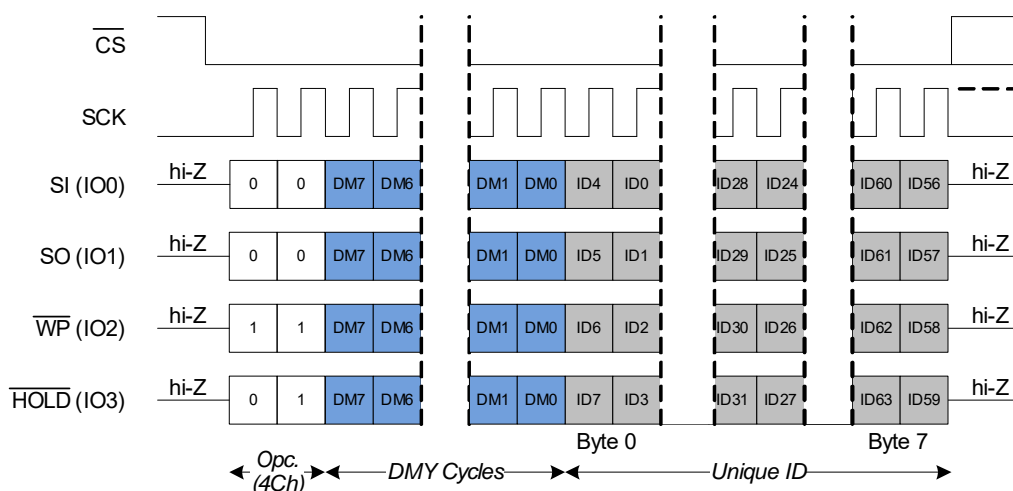 CS
SCK
SI (IO0) hi-Z 0 0 DM7 DM6 DM1 DM0 ID4 ID0 ID28 ID24 ID60 ID56 hi-Z
SO (IO1) hi-Z 0 0 DM7 DM6 DM1 DM0 ID5 ID1 ID29 ID25 ID61 ID57 hi-Z
WP (IO2) hi-Z 1 1 DM7 DM6 DM1 DM0 ID6 ID2 ID30 ID26 ID62 ID58 hi-Z
HOLD (IO3) hi-Z 0 1 DM7 DM6 DM1 DM0 ID7 ID3 ID31 ID27 ID63 ID59 hi-Z
Byte 0 Byte 7
Opc. DMY Cycles Unique ID
(4Ch)